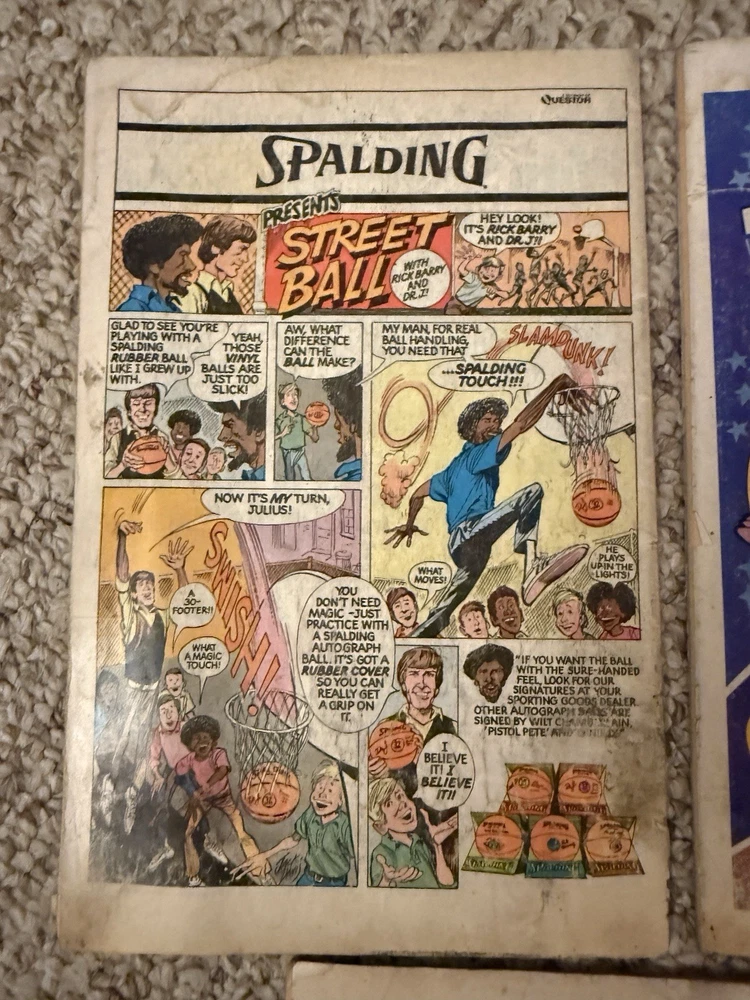 QUESTOR
SPALDING
PRESENTS
STREET
BALL
WITH
RICK BARRY
AND
DR. J!
HEY LOOK!
IT'S RICK BARRY
AND DR. J!!
GLAD TO SEE YOU'RE
PLAYING WITH A
SPALDING
RUBBER BALL
LIKE I GREW UP
WITH.
YEAH,
THOSE
VINYL
BALLS ARE
JUST TOO
SLICK!
AW, WHAT
DIFFERENCE
CAN THE
BALL MAKE?
MY MAN, FOR REAL
BALL HANDLING,
YOU NEED THAT
...SPALDING
TOUCH!!!
SLAMDUNK!
WHAT
MOVES!
HE
PLAYS
UP IN THE
LIGHTS!
NOW IT'S MY TURN,
JULIUS!
SWISH!
A
30-
FOOTER!!
WHAT
A MAGIC
TOUCH!
YOU
DON'T NEED
MAGIC-JUST
PRACTICE WITH
A SPALDING
AUTOGRAPH
BALL. IT'S GOT A
RUBBER COVER
SO YOU CAN
REALLY GET
A GRIP ON
IT.
I
BELIEVE
IT! I
BELIEVE
IT!!
"IF YOU WANT THE BALL
WITH THE SURE-HANDED
FEEL, LOOK FOR OUR
SIGNATURES AT YOUR
SPORTING GOODS DEALER.
OTHER AUTOGRAPH BALLS ARE
SIGNED BY WILT CHAMBERLAIN,
'PISTOL PETE' AND